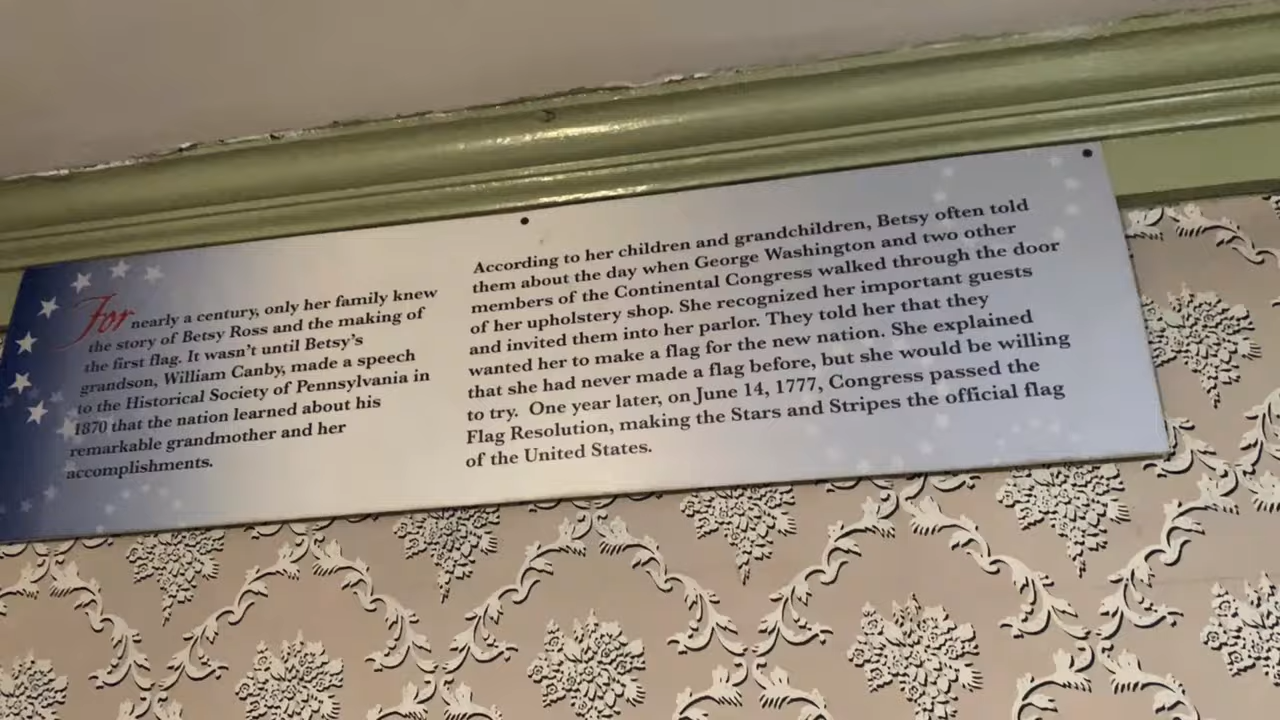 For nearly a century, only her family knew
the story of Betsy Ross and the making of
the first flag. It wasn't until Betsy's
grandson, William Canby, made a speech
to the Historical Society of Pennsylvania in
1870 that the nation learned about his
remarkable grandmother and her
accomplishments.
According to her children and grandchildren, Betsy often told
them about the day when George Washington and two other
members of the Continental Congress walked through the door
of her upholstery shop. She recognized her important guests
and invited them into her parlor. They told her that they
wanted her to make a flag for the new nation. She explained
that she had never made a flag before, but she would be willing
to try. One year later, on June 14, 1777, Congress passed the
Flag Resolution, making the Stars and Stripes the official flag
of the United States.